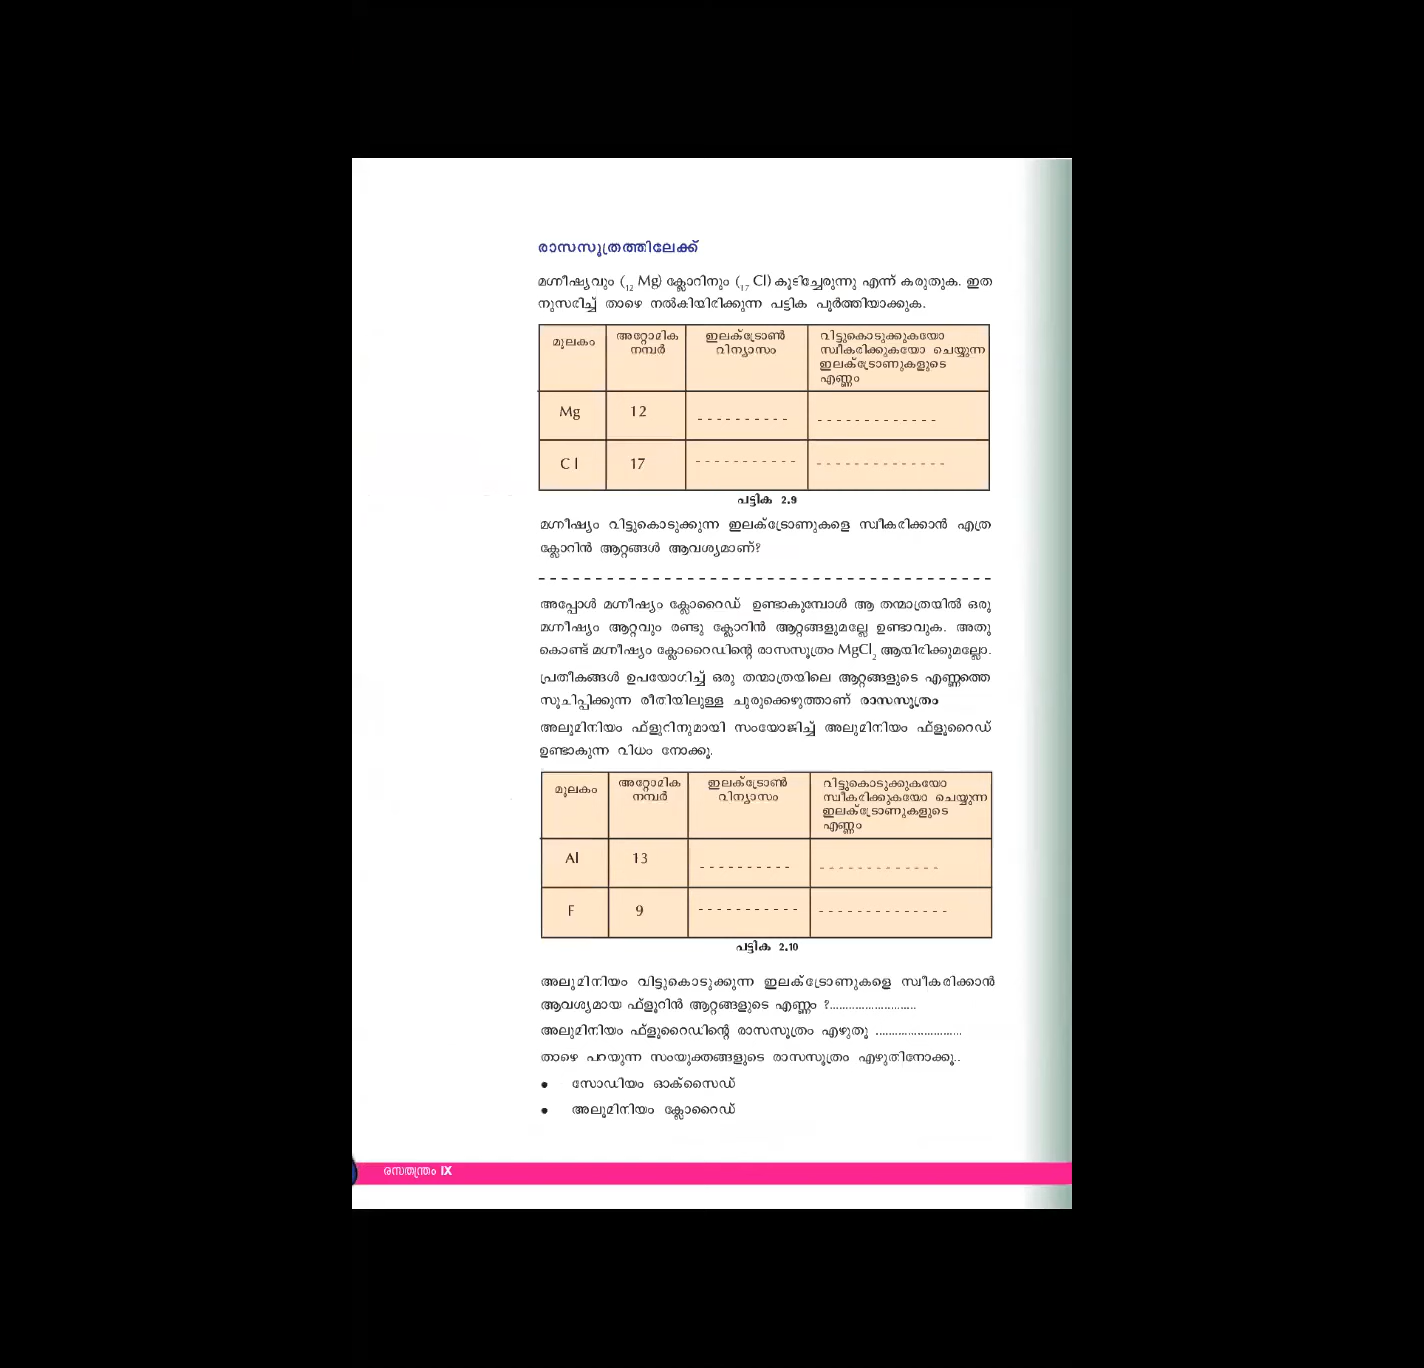 രാസസൂത്രത്തിലേക്ക്
മഗ്നീഷ്യവും (₁₂ Mg) ക്ലോറിനും (₁₇ Cl) കൂടിച്ചേരുന്നു എന്ന് കരുതുക. ഇത
നുസരിച്ച് താഴെ നൽകിയിരിക്കുന്ന പട്ടിക പൂർത്തിയാക്കുക.
മൂലകം അറ്റോമിക നമ്പർ ഇലക്ട്രോൺ വിന്യാസം വിട്ടുകൊടുക്കുകയോ സ്വീകരിക്കുകയോ ചെയ്യുന്ന ഇലക്ട്രോണുകളുടെ എണ്ണം
Mg 12 - - - - - - - - - - - - - - - - - - - - - - -
Cl 17 - - - - - - - - - - - - - - - - - - - - - - - - -
പട്ടിക 2.9
മഗ്നീഷ്യം വിട്ടുകൊടുക്കുന്ന ഇലക്ട്രോണുകളെ സ്വീകരിക്കാൻ എത്ര
ക്ലോറിൻ ആറ്റങ്ങൾ ആവശ്യമാണ്?
അപ്പോൾ മഗ്നീഷ്യം ക്ലോറൈഡ് ഉണ്ടാകുമ്പോൾ ആ തന്മാത്രയിൽ ഒരു
മഗ്നീഷ്യം ആറ്റവും രണ്ടു ക്ലോറിൻ ആറ്റങ്ങളുമല്ലേ ഉണ്ടാവുക. അതു
കൊണ്ട് മഗ്നീഷ്യം ക്ലോറൈഡിന്റെ രാസസൂത്രം MgCl₂ ആയിരിക്കുമല്ലോ.
പ്രതീകങ്ങൾ ഉപയോഗിച്ച് ഒരു തന്മാത്രയിലെ ആറ്റങ്ങളുടെ എണ്ണത്തെ
സൂചിപ്പിക്കുന്ന രീതിയിലുള്ള ചുരുക്കെഴുത്താണ് രാസസൂത്രം
അലുമിനിയം ഫ്ളുറിനുമായി സംയോജിച്ച് അലുമിനിയം ഫ്ളൂറൈഡ്
ഉണ്ടാകുന്ന വിധം നോക്കൂ.
മൂലകം അറ്റോമിക നമ്പർ ഇലക്ട്രോൺ വിന്യാസം വിട്ടുകൊടുക്കുകയോ സ്വീകരിക്കുകയോ ചെയ്യുന്ന ഇലക്ട്രോണുകളുടെ എണ്ണം
Al 13 - - - - - - - - - - - - - - - - - - - - - - -
F 9 - - - - - - - - - - - - - - - - - - - - - - - - -
പട്ടിക 2.10
അലുമിനിയം വിട്ടുകൊടുക്കുന്ന ഇലക്ട്രോണുകളെ സ്വീകരിക്കാൻ
ആവശ്യമായ ഫ്ളൂറിൻ ആറ്റങ്ങളുടെ എണ്ണം ?...........................
അലുമിനിയം ഫ്ളൂറൈഡിന്റെ രാസസൂത്രം എഴുതൂ ...........................
താഴെ പറയുന്ന സംയുക്തങ്ങളുടെ രാസസൂത്രം എഴുതിനോക്കൂ..
• സോഡിയം ഓക്സൈഡ്
• അലൂമിനിയം ക്ലോറൈഡ്
രസതന്ത്രം IX